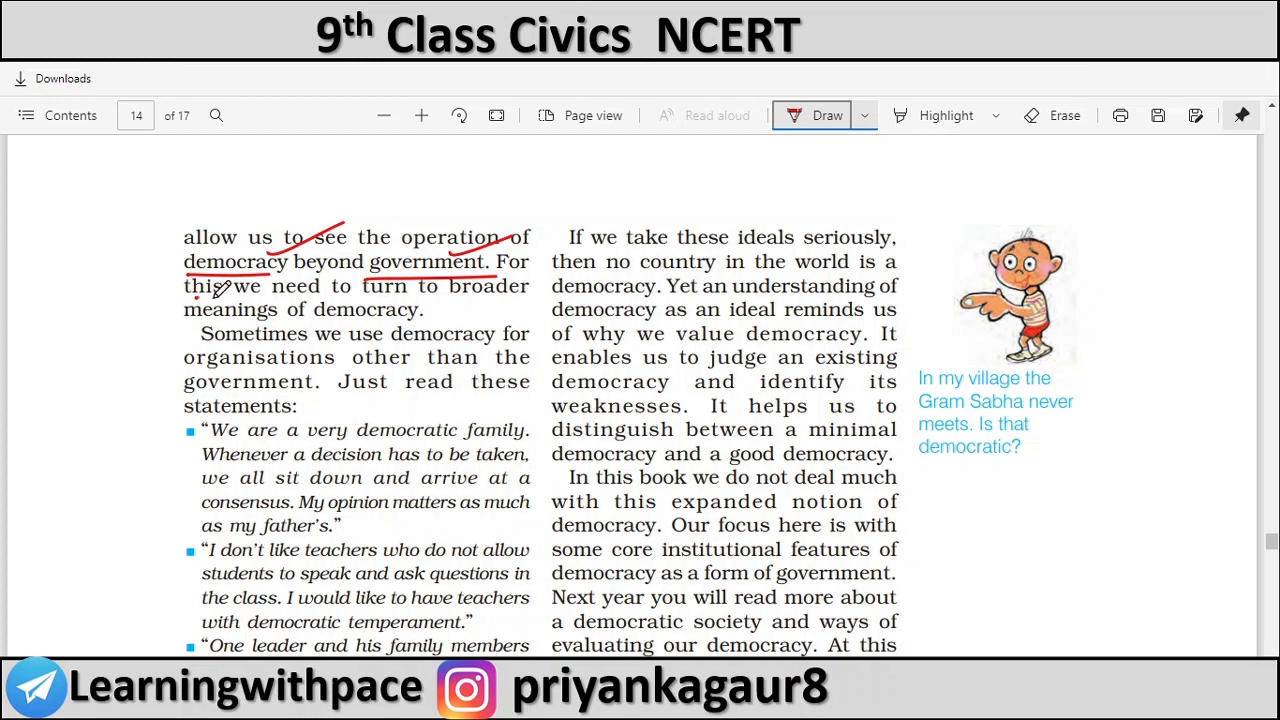 9th Class Civics NCERT
Downloads
Contents
14
of 17
Page view
Read aloud
Draw
Highlight
Erase
allow us to see the operation of
democracy beyond government. For
this we need to turn to broader
meanings of democracy.
Sometimes we use democracy for
organisations other than the
government. Just read these
statements:
“We are a very democratic family.
Whenever a decision has to be taken,
we all sit down and arrive at a
consensus. My opinion matters as much
as my father’s.”
“I don’t like teachers who do not allow
students to speak and ask questions in
the class. I would like to have teachers
with democratic temperament.”
“One leader and his family members
If we take these ideals seriously,
then no country in the world is a
democracy. Yet an understanding of
democracy as an ideal reminds us
of why we value democracy. It
enables us to judge an existing
democracy and identify its
weaknesses. It helps us to
distinguish between a minimal
democracy and a good democracy.
In this book we do not deal much
with this expanded notion of
democracy. Our focus here is with
some core institutional features of
democracy as a form of government.
Next year you will read more about
a democratic society and ways of
evaluating our democracy. At this
In my village the
Gram Sabha never
meets. Is that
democratic?
Learningwithpace
priyankagaur8